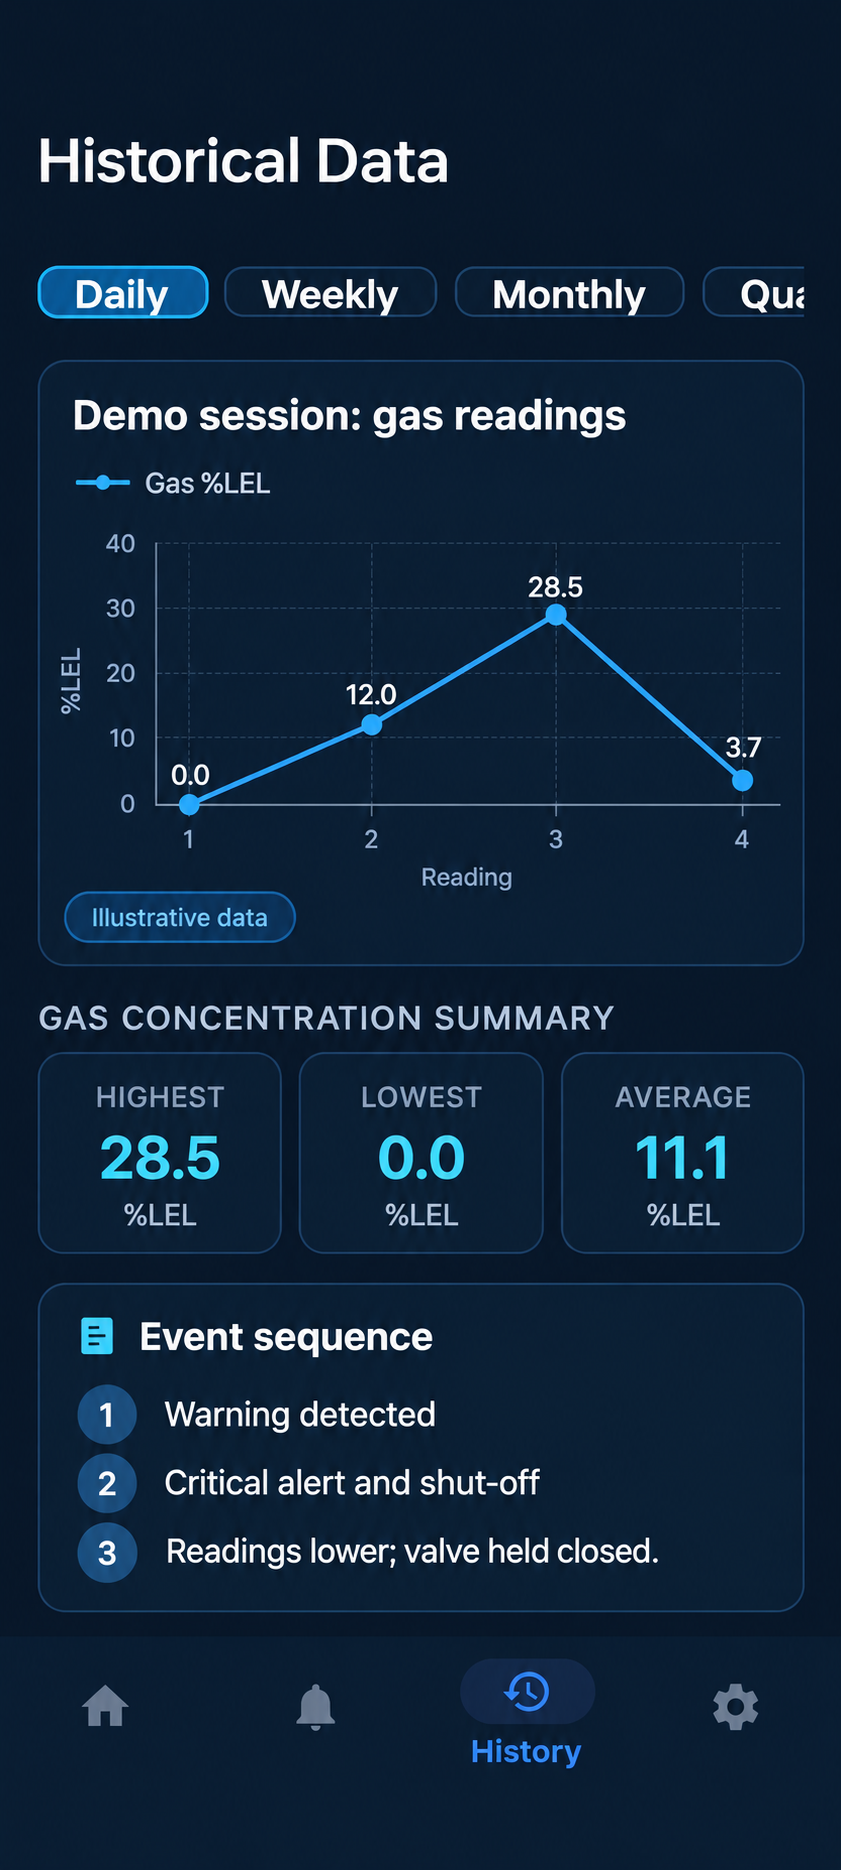 Historical Data
Daily
Weekly
Monthly
Qua
Demo session: gas readings
Gas %LEL
40
30
20
10
0
%LEL
0.0
12.0
28.5
3.7
1
2
3
4
Reading
Illustrative data
GAS CONCENTRATION SUMMARY
HIGHEST
28.5
%LEL
LOWEST
0.0
%LEL
AVERAGE
11.1
%LEL
Event sequence
1 Warning detected
2 Critical alert and shut-off
3 Readings lower; valve held closed.
History